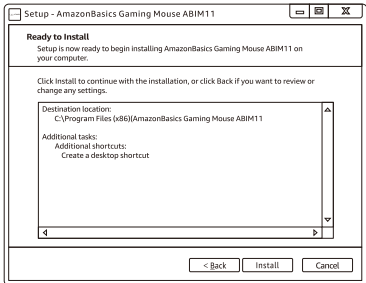 Setup - AmazonBasics Gaming Mouse ABIM11
Ready to Install
Setup is now ready to begin installing AmazonBasics Gaming Mouse ABIM11 on
your computer.
Click Install to continue with the installation, or click Back if you want to review or
change any settings.
Destination location:
C:\Program Files (x86)(AmazonBasics Gaming Mouse ABIM11
Additional tasks:
Additional shortcuts:
Create a desktop shortcut
< Back
Install
Cancel